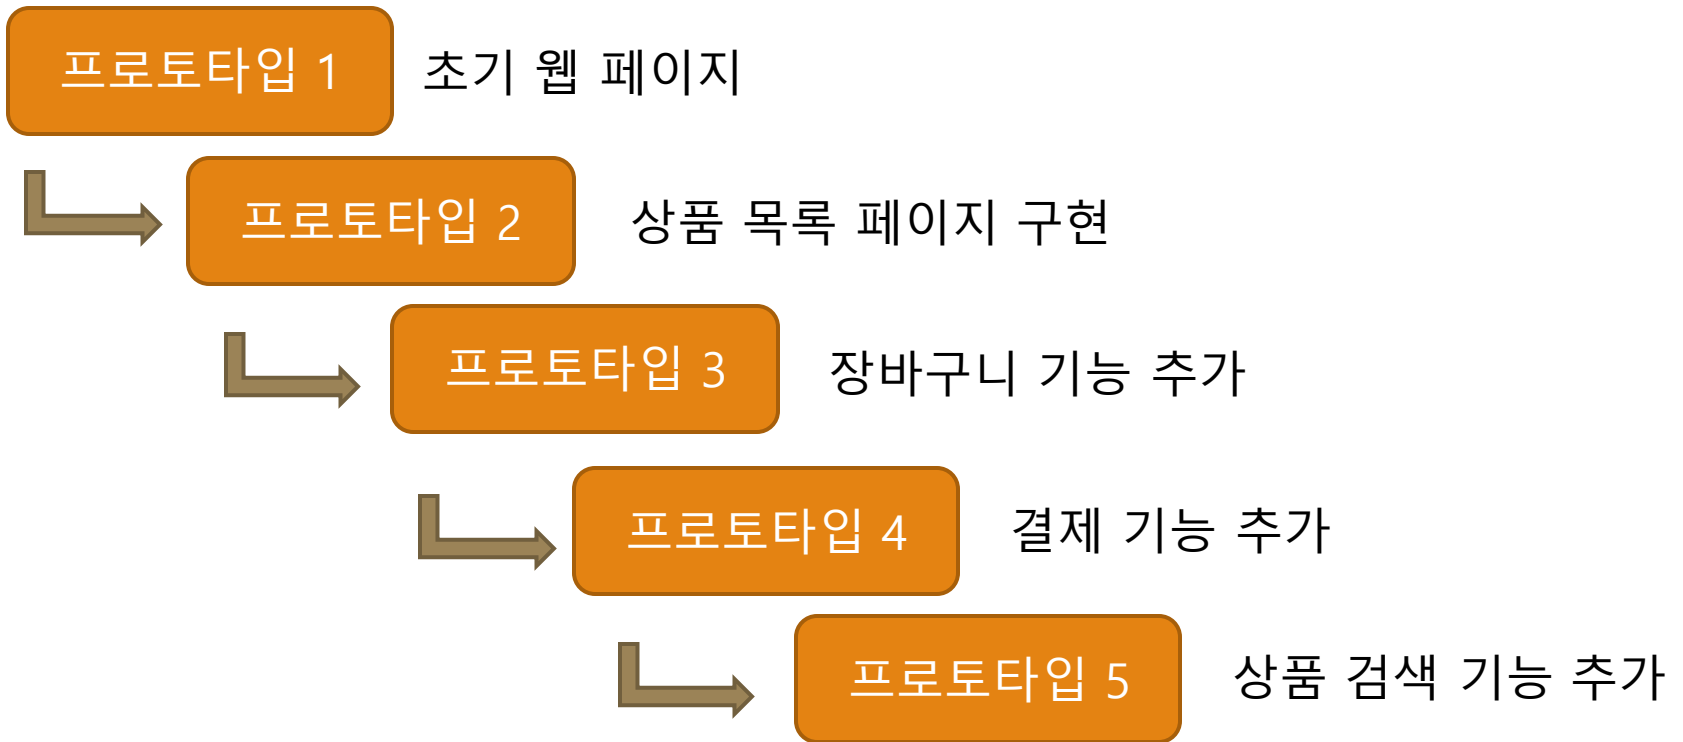 프로토타입 1 초기 웹 페이지
프로토타입 2 상품 목록 페이지 구현
프로토타입 3 장바구니 기능 추가
프로토타입 4 결제 기능 추가
프로토타입 5 상품 검색 기능 추가